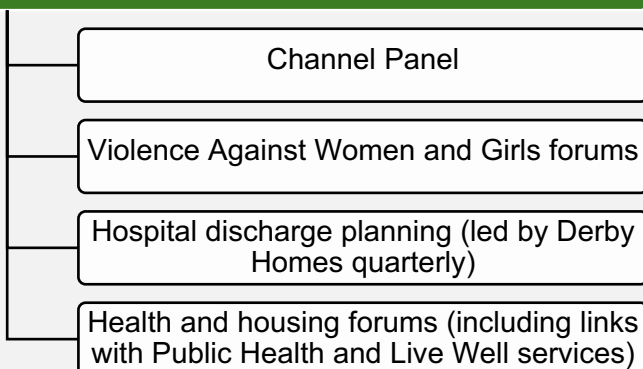 Channel Panel
Violence Against Women and Girls forums
Hospital discharge planning (led by Derby
Homes quarterly)
Health and housing forums (including links
with Public Health and Live Well services)